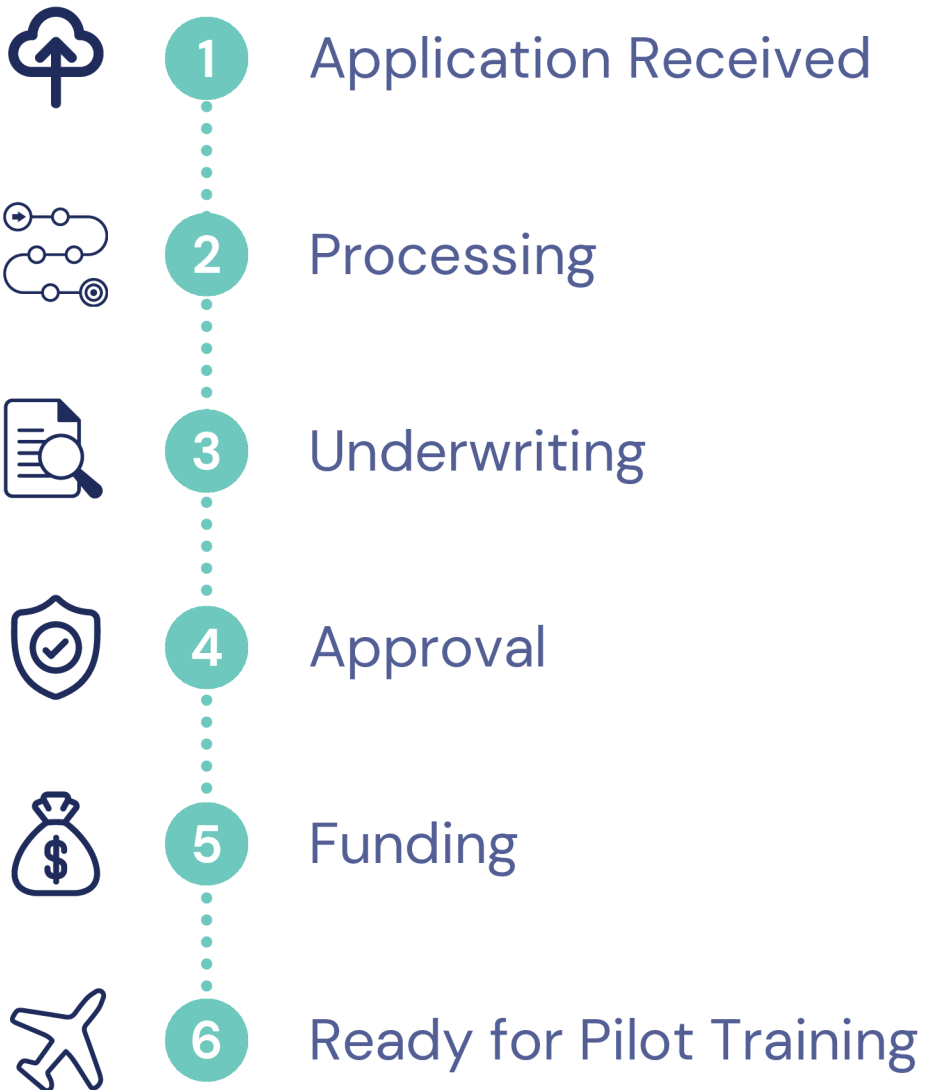 1 Application Received
2 Processing
3 Underwriting
4 Approval
$
5 Funding
6 Ready for Pilot Training